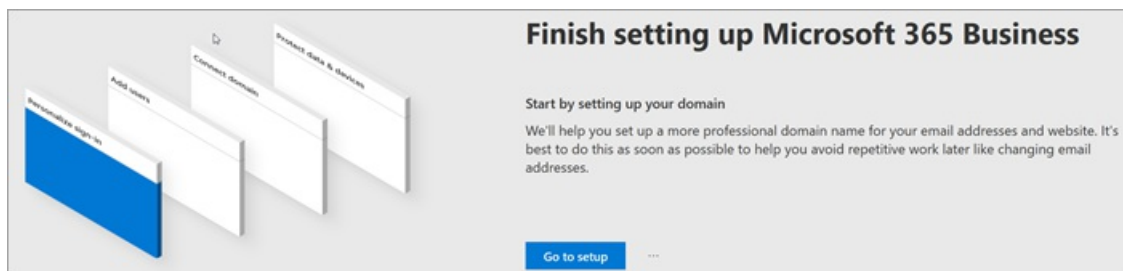 Finish setting up Microsoft 365 Business
Protect data & devices
Connect domain
Add users
Personalize sign-in
Start by setting up your domain
We'll help you set up a more professional domain name for your email addresses and website. It's
best to do this as soon as possible to help you avoid repetitive work later like changing email
addresses.
Go to setup
...